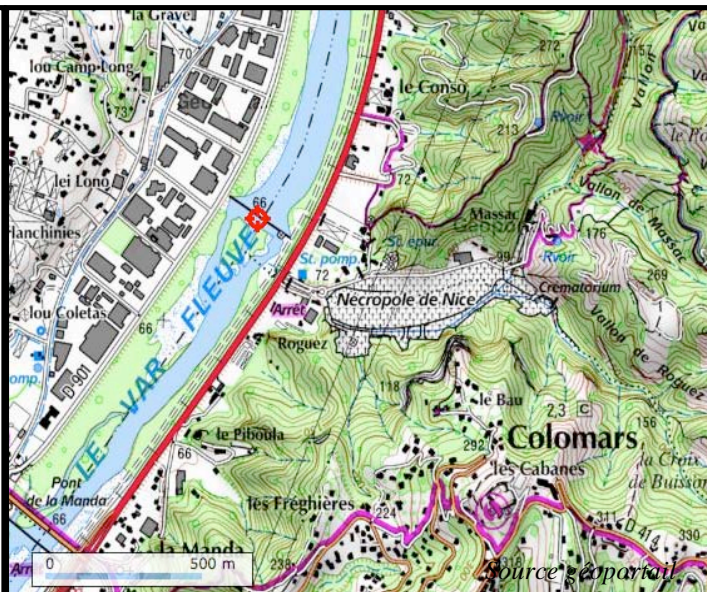 la Grave
70
272
157
Vallon
lou Camp-Long
73
le Conso
213
Rvoir
72
lei Lono
66
Massac
176
Vallon de Massac
St. épur.
99
Rvoir
St. pomp.
72
269
Crematorium
Nécropole de Nice
Arrêt
66
lou Coletas
Roguez
Vallon de Roguez
D 901
118
le Bau
2,3 C
156
LE VAR FLEUVE
le Piboula
292
Colomars
66
les Cabanes
la Croix
de Buisson
Pont
de la Manda
les Fréghières
224
311
D 414
330
66
la Manda
238
0 500 m
Source géoportail